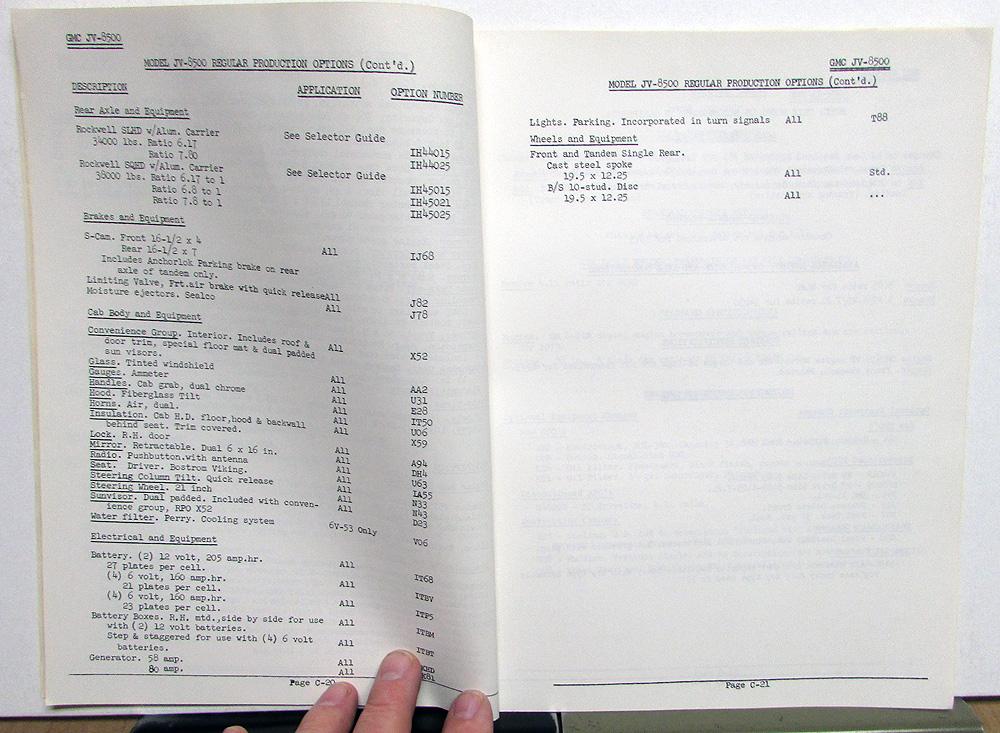 GMC JV-8500
MODEL JV-8500 REGULAR PRODUCTION OPTIONS (Cont'd.)
DESCRIPTION APPLICATION OPTION NUMBER
Rear Axle and Equipment
Rockwell SLHD w/Alum. Carrier See Selector Guide
34000 lbs. Ratio 6.17 IH44015
Ratio 7.80 IH44025
Rockwell SQHD w/Alum. Carrier See Selector Guide
38000 lbs. Ratio 6.17 to 1 IH45015
Ratio 6.8 to 1 IH45021
Ratio 7.8 to 1 IH45025
Brakes and Equipment
S-Cam. Front 16-1/2 x 4
Rear 16-1/2 x 7 All IJ68
Includes Anchorlok Parking brake on rear
axle of tandem only.
Limiting Valve, Frt.air brake with quick release All J82
Moisture ejectors. Sealco All J78
Cab Body and Equipment
Convenience Group. Interior. Includes roof &
door trim, special floor mat & dual padded All X52
sun visors.
Glass. Tinted windshield All AA2
Gauges. Ammeter All U31
Handles. Cab grab, dual chrome All E28
Hood. Fiberglass Tilt All IT50
Horns. Air, dual. All U06
Insulation. Cab H.D. floor,hood & backwall
behind seat. Trim covered. All X59
Lock. R.H. door All A94
Mirror. Retractable. Dual 6 x 16 in. All DH4
Radio. Pushbutton.with antenna All U63
Seat. Driver. Bostrom Viking. All IA55
Steering Column Tilt. Quick release All N33
Steering Wheel. 21 inch All N43
Sunvisor. Dual padded. Included with conven- All D23
ience group, RPO X52
Water filter. Perry. Cooling system 6V-53 Only V06
Electrical and Equipment
Battery. (2) 12 volt, 205 amp.hr.
27 plates per cell. All IT68
(4) 6 volt, 160 amp.hr.
21 plates per cell. All ITBV
(4) 6 volt, 160 amp.hr.
23 plates per cell. All ITP5
Battery Boxes. R.H. mtd.,side by side for use
with (2) 12 volt batteries. All ITBM
Step & staggered for use with (4) 6 volt
batteries. All ITBT
Generator. 58 amp. All
80 amp. All K81
Page C-20
GMC JV-8500
MODEL JV-8500 REGULAR PRODUCTION OPTIONS (Cont'd.)
Lights. Parking. Incorporated in turn signals All T88
Wheels and Equipment
Front and Tandem Single Rear.
Cast steel spoke
19.5 x 12.25 All Std.
B/S 10-stud. Disc
19.5 x 12.25 All ...
Page C-21